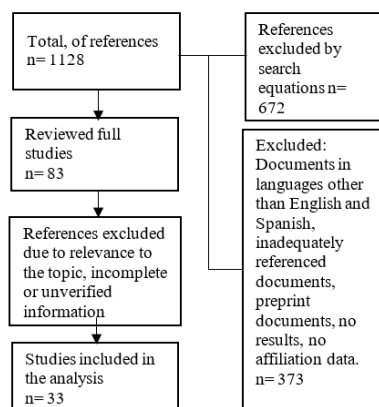 Total, of references
n= 1128
References
excluded by
search
equations n=
672
Reviewed full
studies
n= 83
Excluded:
Documents in
languages other
than English and
Spanish,
inadequately
referenced
documents,
preprint
documents, no
results, no
affiliation data.
n= 373
References excluded
due to relevance to
the topic, incomplete
or unverified
information
Studies included in
the analysis
n= 33